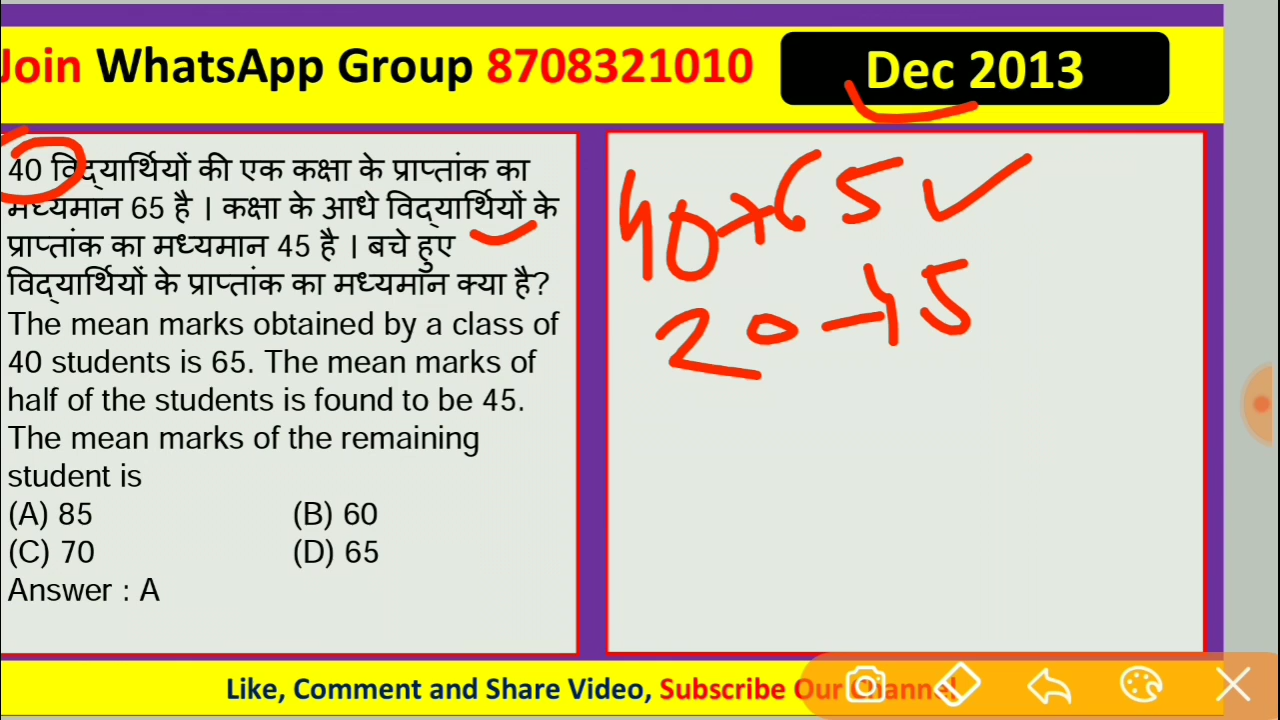 Join WhatsApp Group 8708321010
Dec 2013
40 विद्यार्थियों की एक कक्षा के प्राप्तांक का
मध्यमान 65 है । कक्षा के आधे विद्यार्थियों के
प्राप्तांक का मध्यमान 45 है । बचे हुए
विद्यार्थियों के प्राप्तांक का मध्यमान क्या है?
The mean marks obtained by a class of
40 students is 65. The mean marks of
half of the students is found to be 45.
The mean marks of the remaining
student is
(A) 85 (B) 60
(C) 70 (D) 65
Answer : A
40 → 65 ✓
20 - 45
Like, Comment and Share Video, Subscribe Our Channel